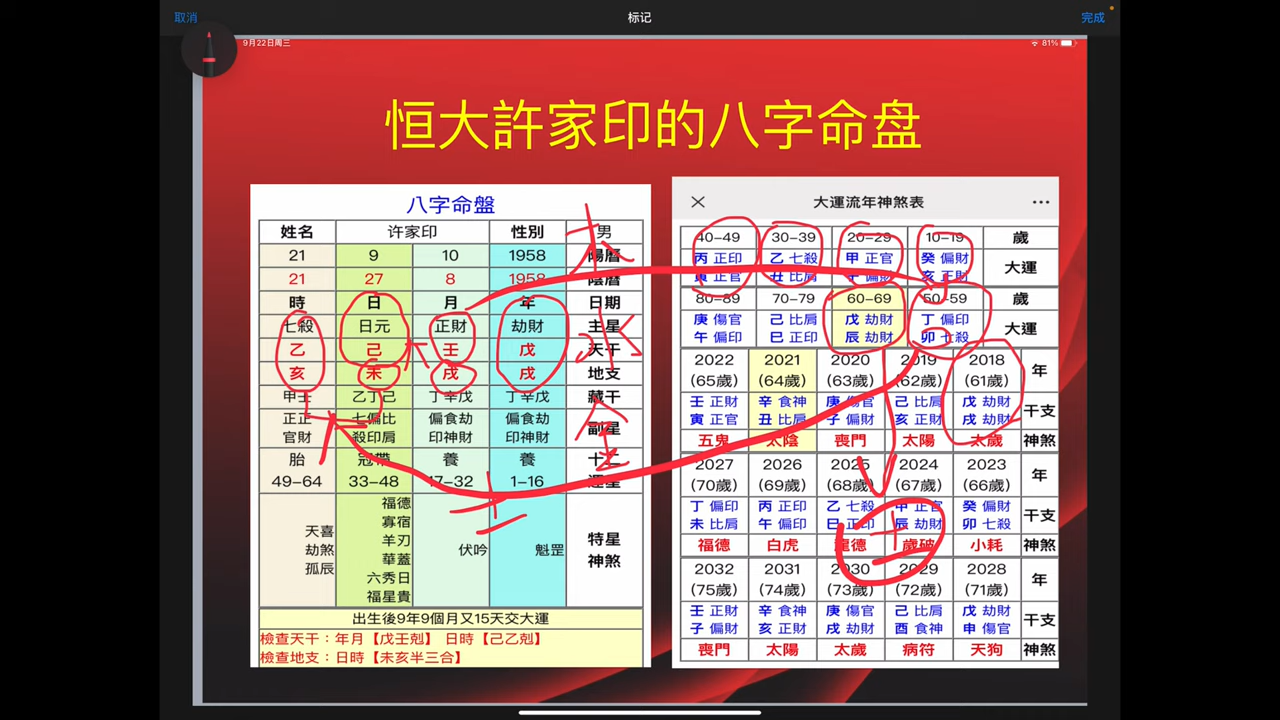 取消
标记
完成
9月22日周三
81%
恒大許家印的八字命盘
八字命盤
姓名 许家印 性別 男
21 9 10 1958 陽曆
21 27 8 1958 陰曆
時 日 月 年 日期
七殺 日元 正財 劫財 主星
乙 己 壬 戊 天干
亥 未 戌 戌 地支
甲壬 乙丁己 丁辛戊 丁辛戊 藏干
正正 七偏比 偏食劫 偏食劫 副星
官財 殺印肩 印神財 印神財
胎 冠帶 養 養 十二
49-64 33-48 17-32 1-16 運星
天喜 劫煞 孤辰
福德 寡宿 羊刃 華蓋 六秀日 福星貴
伏吟
魁罡
特星 神煞
出生後9年9個月又15天交大運
檢查天干：年月【戊壬剋】 日時【己乙剋】
檢查地支：日時【未亥半三合】
木
水
金
土
大運流年神煞表
40-49 30-39 20-29 10-19 歲
丙 正印 乙 七殺 甲 正官 癸 偏財 大運
寅 正官 丑 比肩 子 偏財 亥 正財
80-89 70-79 60-69 50-59 歲
庚 傷官 己 比肩 戊 劫財 丁 偏印 大運
午 偏印 巳 正印 辰 劫財 卯 七殺
2022 2021 2020 2019 2018 年
(65歲) (64歲) (63歲) (62歲) (61歲)
壬 正財 辛 食神 庚 傷官 己 比肩 戊 劫財 干支
寅 正官 丑 比肩 子 偏財 亥 正財 戌 劫財
五鬼 太陰 喪門 太陽 太歲 神煞
2027 2026 2025 2024 2023 年
(70歲) (69歲) (68歲) (67歲) (66歲)
丁 偏印 丙 正印 乙 七殺 甲 正官 癸 偏財 干支
未 比肩 午 偏印 巳 正印 辰 劫財 卯 七殺
福德 白虎 龍德 歲破 小耗 神煞
土
2032 2031 2030 2029 2028 年
(75歲) (74歲) (73歲) (72歲) (71歲)
壬 正財 辛 食神 庚 傷官 己 比肩 戊 劫財 干支
子 偏財 亥 正財 戌 劫財 酉 食神 申 傷官
喪門 太陽 太歲 病符 天狗 神煞